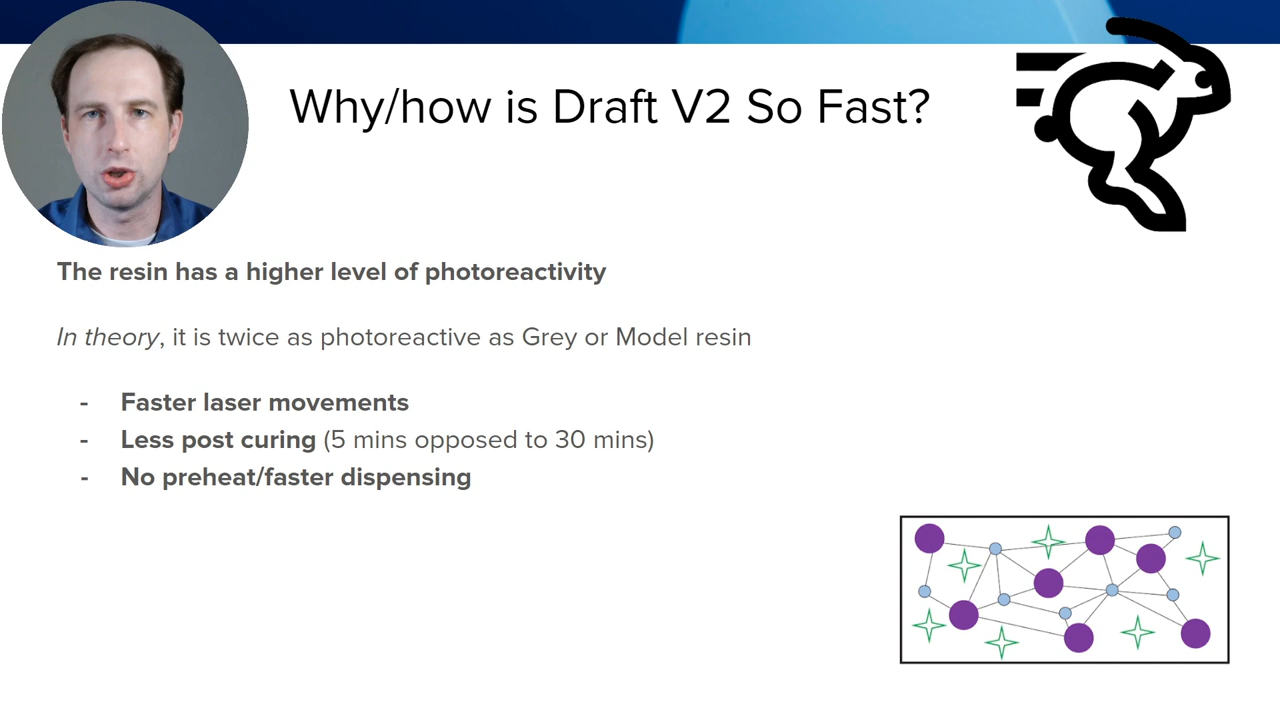 Why/how is Draft V2 So Fast?
The resin has a higher level of photoreactivity
In theory, it is twice as photoreactive as Grey or Model resin
- Faster laser movements
- Less post curing (5 mins opposed to 30 mins)
- No preheat/faster dispensing